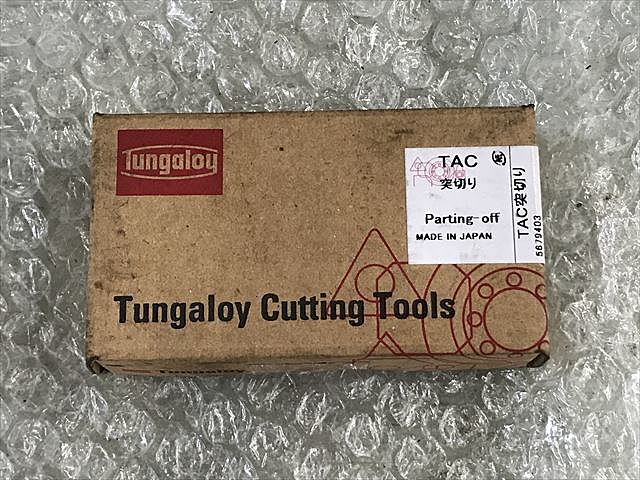 Tungaloy
TAC
突切り
Parting-off
MADE IN JAPAN
TAC突切り
5679403
Tungaloy Cutting Tools
Tungaloy